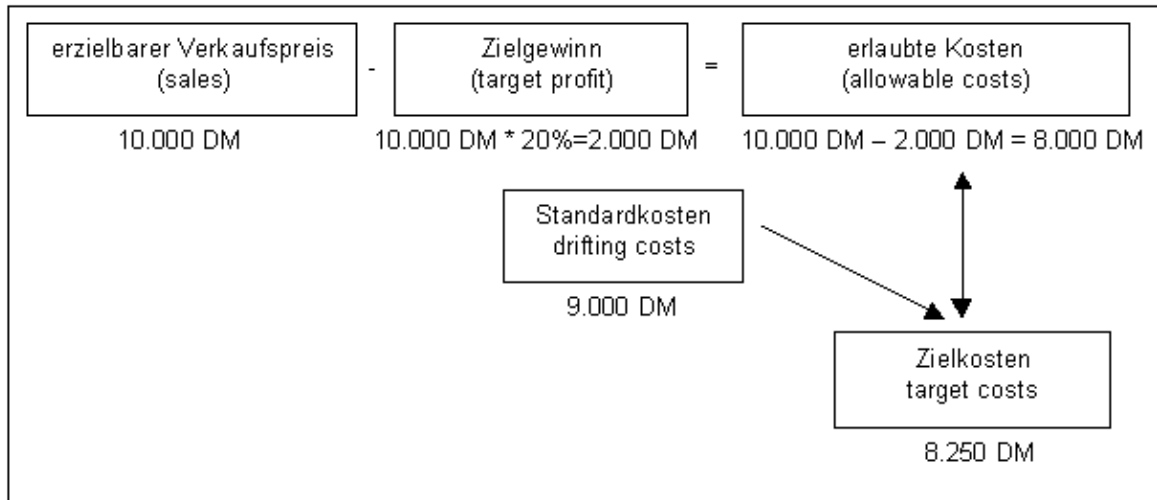 erzielbarer Verkaufspreis
(sales)
-
Zielgewinn
(target profit)
=
erlaubte Kosten
(allowable costs)
10.000 DM
10.000 DM * 20%=2.000 DM
10.000 DM – 2.000 DM = 8.000 DM
Standardkosten
drifting costs
9.000 DM
Zielkosten
target costs
8.250 DM